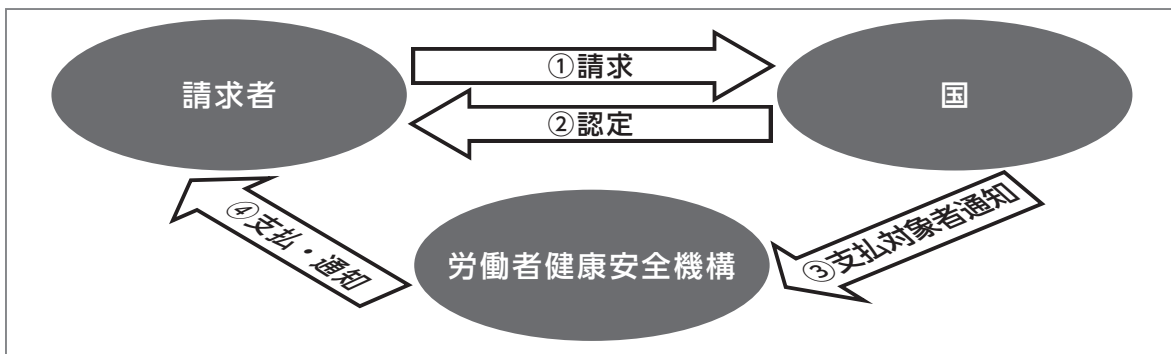 請求者
①請求
国
②認定
③支払対象者通知
労働者健康安全機構
④支払・通知